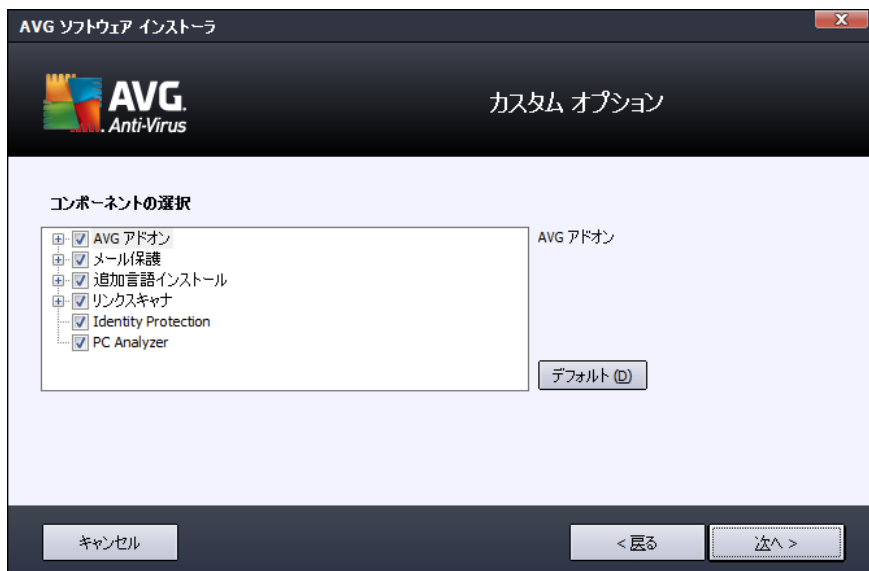 AVG ソフトウェア インストーラ
AVG.
Anti-Virus
カスタム オプション
コンポーネントの選択
AVG アドオン
メール保護
追加言語インストール
リンクスキャナ
Identity Protection
PC Analyzer
AVG アドオン
デフォルト (D)
キャンセル
< 戻る
次へ >